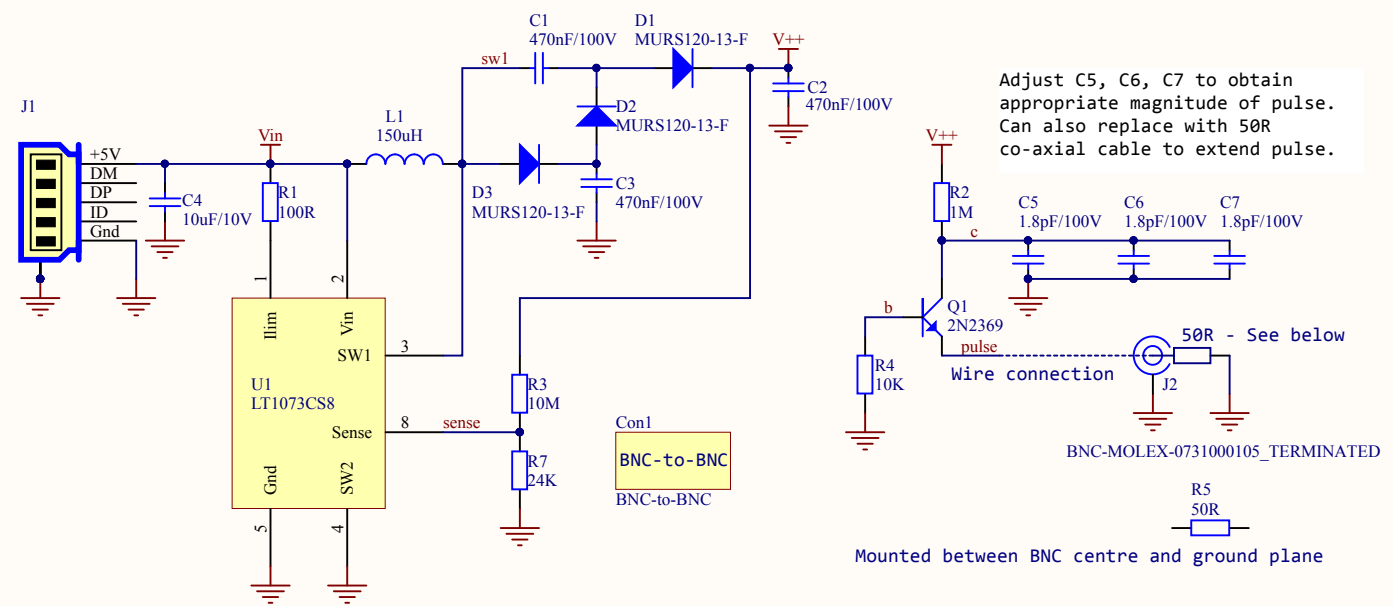 C1
470nF/100V
D1
MURS120-13-F
V++
sw1
C2
470nF/100V
Adjust C5, C6, C7 to obtain
appropriate magnitude of pulse.
Can also replace with 50R
co-axial cable to extend pulse.
J1
+5V
DM
DP
ID
Gnd
Vin
L1
150uH
D2
MURS120-13-F
C4
10uF/10V
R1
100R
D3
MURS120-13-F
C3
470nF/100V
V++
R2
1M
c
C5
1.8pF/100V
C6
1.8pF/100V
C7
1.8pF/100V
1
2
Ilim
Vin
SW1
3
U1
LT1073CS8
Sense
8
sense
Gnd
SW2
5
4
R3
10M
R7
24K
Con1
BNC-to-BNC
BNC-to-BNC
b
Q1
2N2369
pulse
Wire connection
R4
10K
50R - See below
J2
BNC-MOLEX-0731000105_TERMINATED
R5
50R
Mounted between BNC centre and ground plane